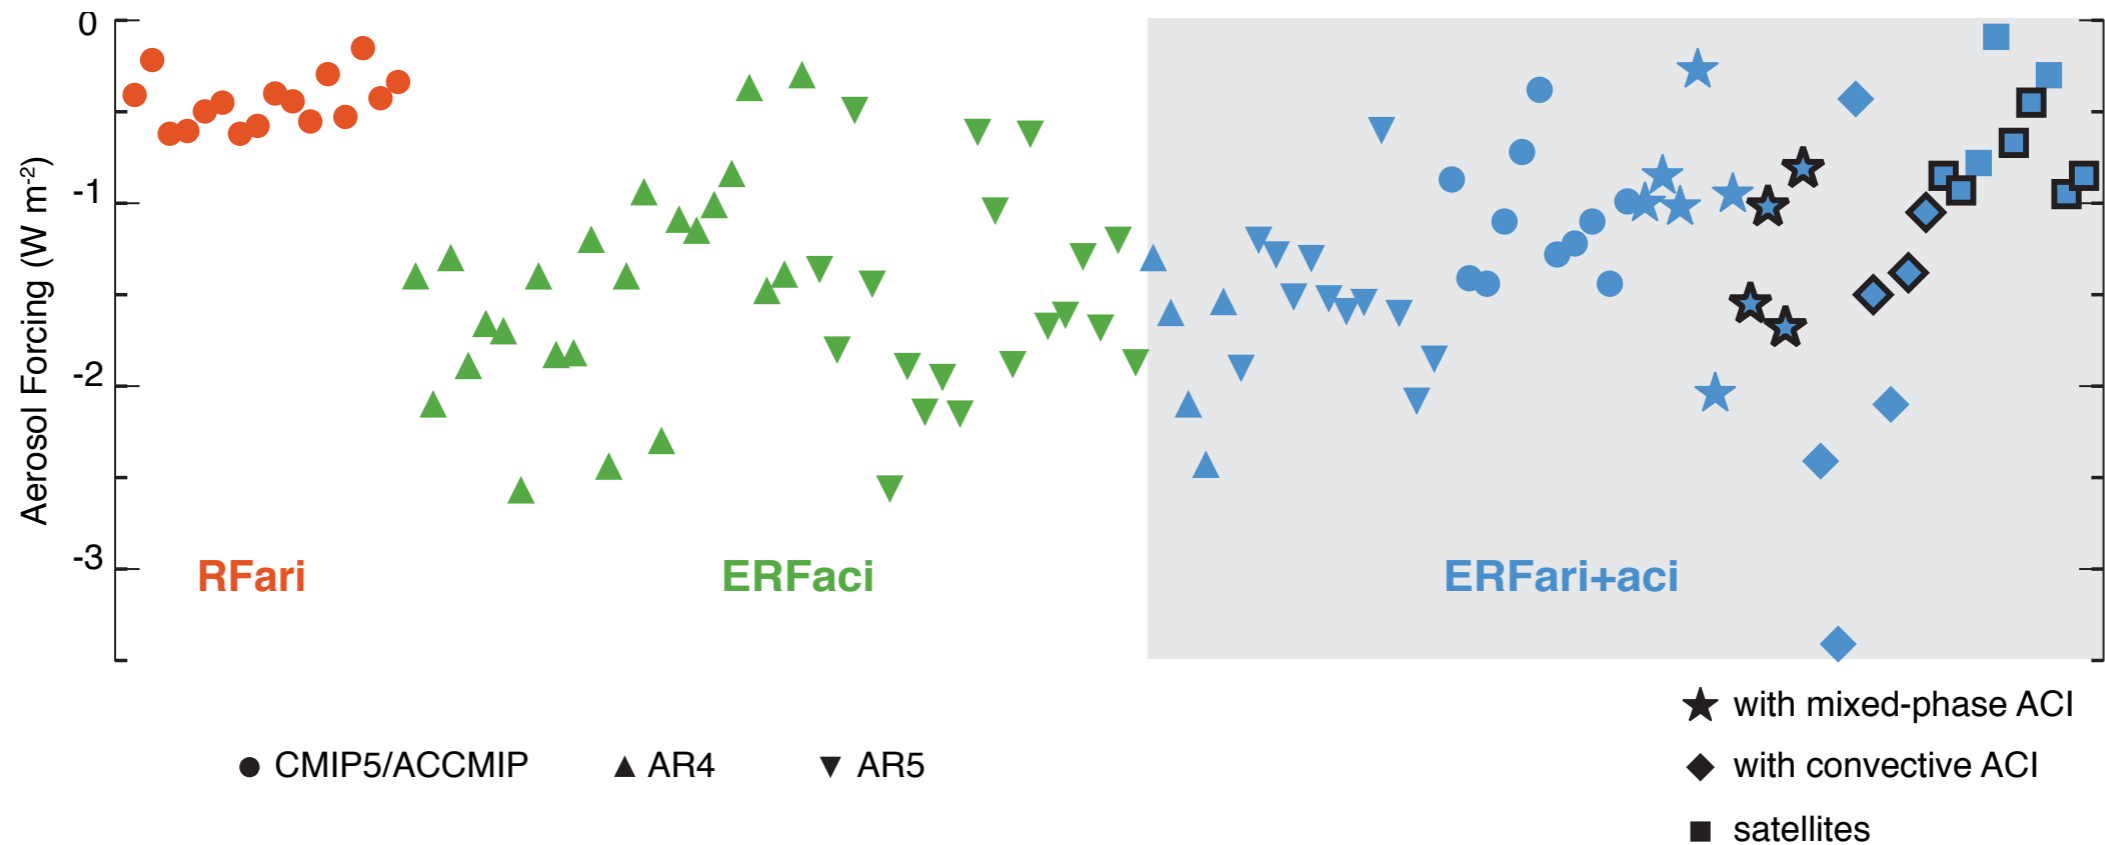 0
-1
-2
-3
Aerosol Forcing (W m-2)
RFari
ERFaci
ERFari+aci
with mixed-phase ACI
CMIP5/ACCMIP
AR4
AR5
with convective ACI
satellites